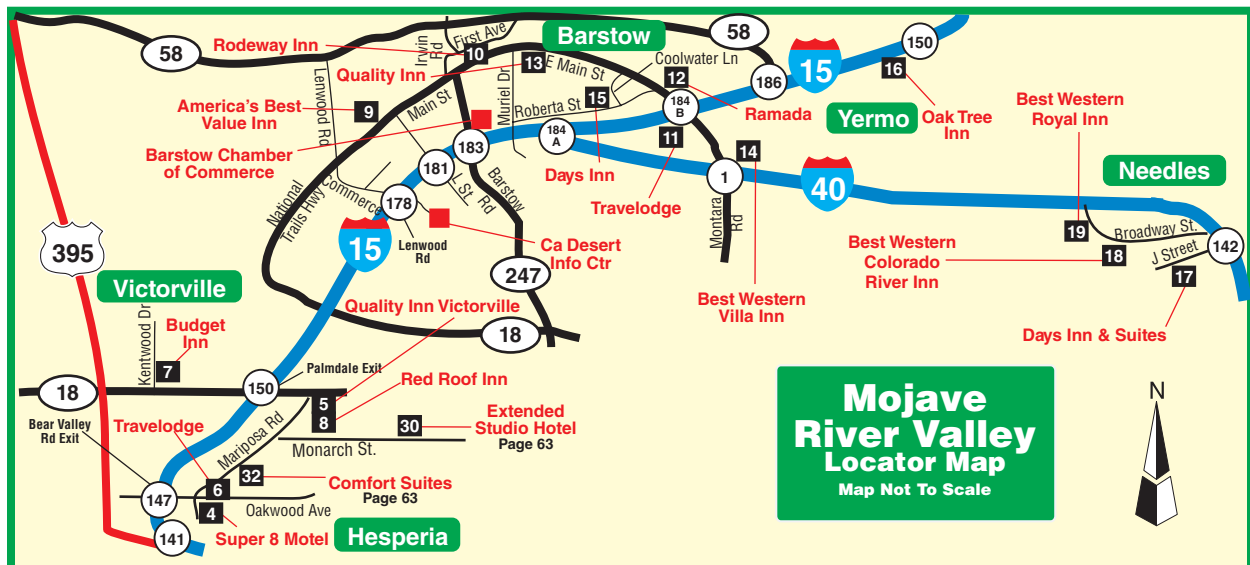 58
Rodeway Inn
Irwin
Rd
First Ave
10
Barstow
58
150
15
Quality Inn
13
E Main St
Coolwater Ln
12
186
16
Lenwood Rd
America's Best
Value Inn
9
Main St
Muriel Dr
Roberta St
15
184
B
Ramada
Yermo
Oak Tree
Inn
Best Western
Royal Inn
Barstow Chamber
of Commerce
183
184
A
11
14
Needles
181
Days Inn
1
40
National
Trails Hwy
Commerce
178
L St.
Barstow
Rd
Travelodge
Montara
Rd
395
15
Lenwood
Rd
Ca Desert
Info Ctr
Best Western
Colorado
River Inn
19
Broadway St.
18
J Street
142
17
Victorville
247
Quality Inn Victorville
Best Western
Villa Inn
Days Inn & Suites
Kentwood Dr
Budget
Inn
7
18
Palmdale Exit
18
150
Red Roof Inn
5
8
Bear Valley
Rd Exit
Travelodge
Mariposa Rd
30
Extended
Studio Hotel
Page 63
Monarch St.
32
Comfort Suites
Page 63
6
147
Oakwood Ave
4
141
Super 8 Motel
Hesperia
Mojave
River Valley
Locator Map
Map Not To Scale
N